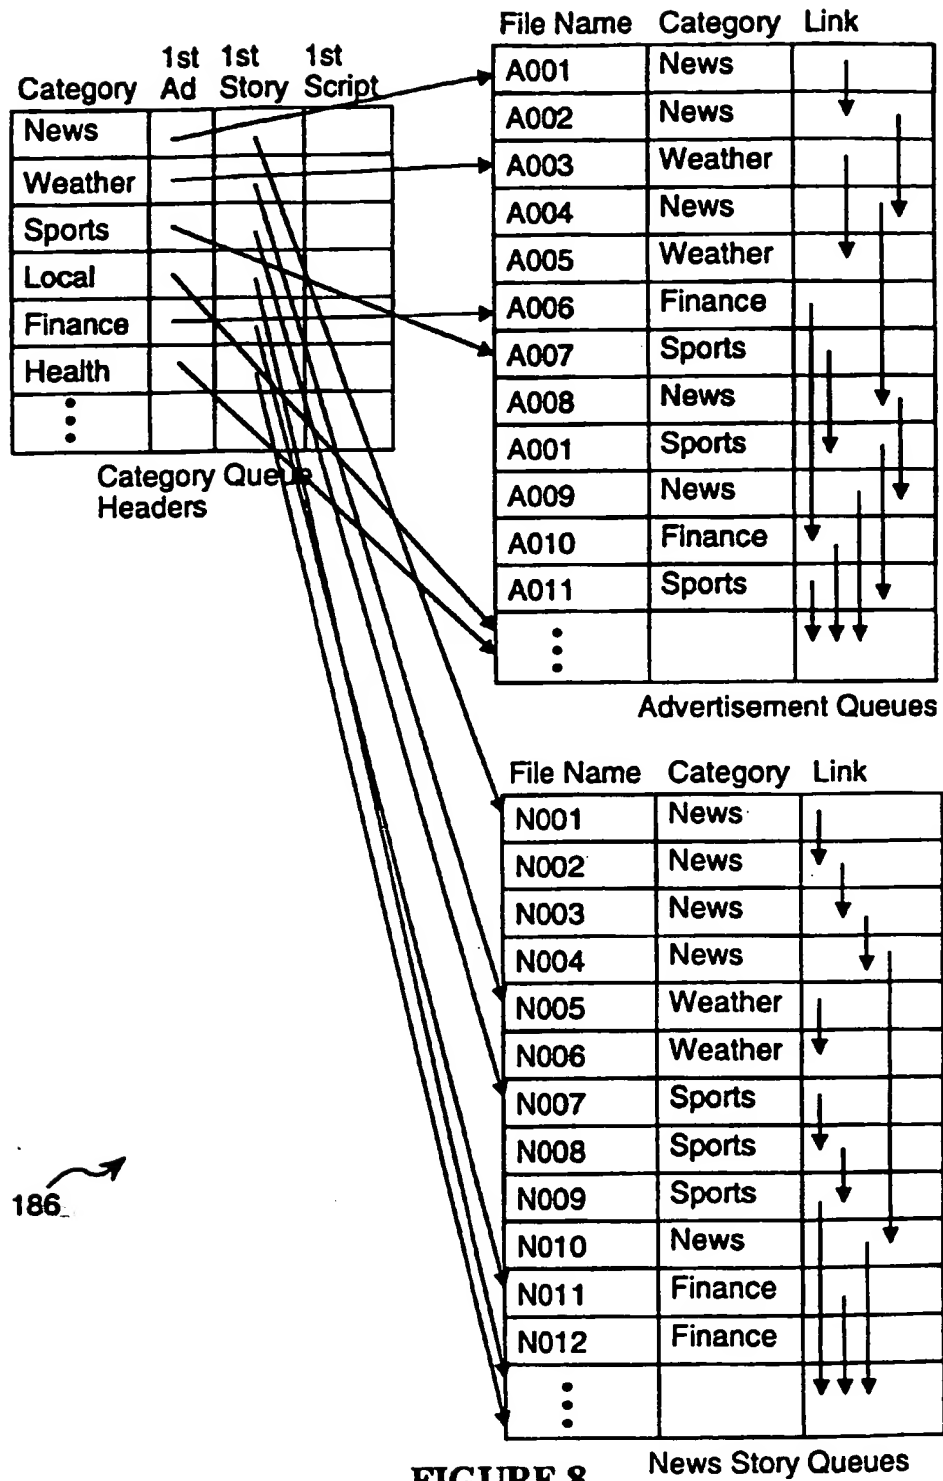 Category 1st Ad 1st Story 1st Script
News
Weather
Sports
Local
Finance
Health
Category Queue
Headers
File Name Category Link
A001 News
A002 News
A003 Weather
A004 News
A005 Weather
A006 Finance
A007 Sports
A008 News
A001 Sports
A009 News
A010 Finance
A011 Sports
Advertisement Queues
File Name Category Link
N001 News
N002 News
N003 News
N004 News
N005 Weather
N006 Weather
N007 Sports
N008 Sports
N009 Sports
N010 News
N011 Finance
N012 Finance
News Story Queues
186
FIGURE 8